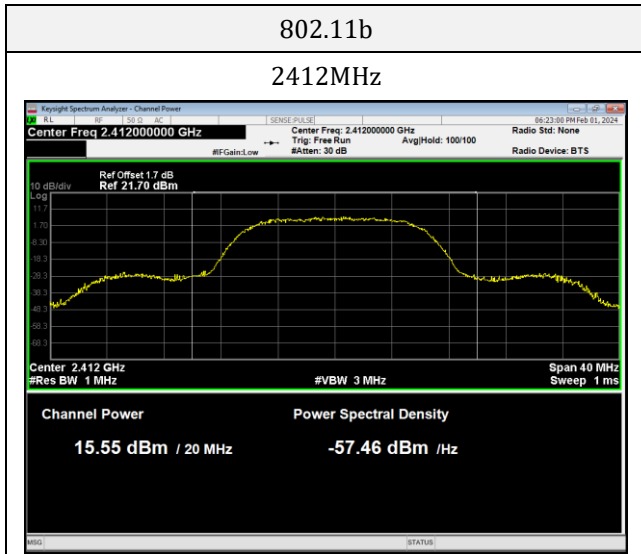 802.11b
2412MHz
Keysight Spectrum Analyzer - Channel Power
RL RF 50 Ω AC SENSE:PULSE 06:23:00 PM Feb 01, 2024
Center Freq 2.412000000 GHz Center Freq: 2.412000000 GHz Radio Std: None
Trig: Free Run Avg|Hold: 100/100
#IFGain:Low #Atten: 30 dB Radio Device: BTS
Ref Offset 1.7 dB
10 dB/div Ref 21.70 dBm
Log
11.7
1.70
-8.30
-18.3
-28.3
-38.3
-48.3
-58.3
-68.3
Center 2.412 GHz Span 40 MHz
#Res BW 1 MHz #VBW 3 MHz Sweep 1 ms
Channel Power Power Spectral Density
15.55 dBm / 20 MHz -57.46 dBm /Hz
MSG STATUS